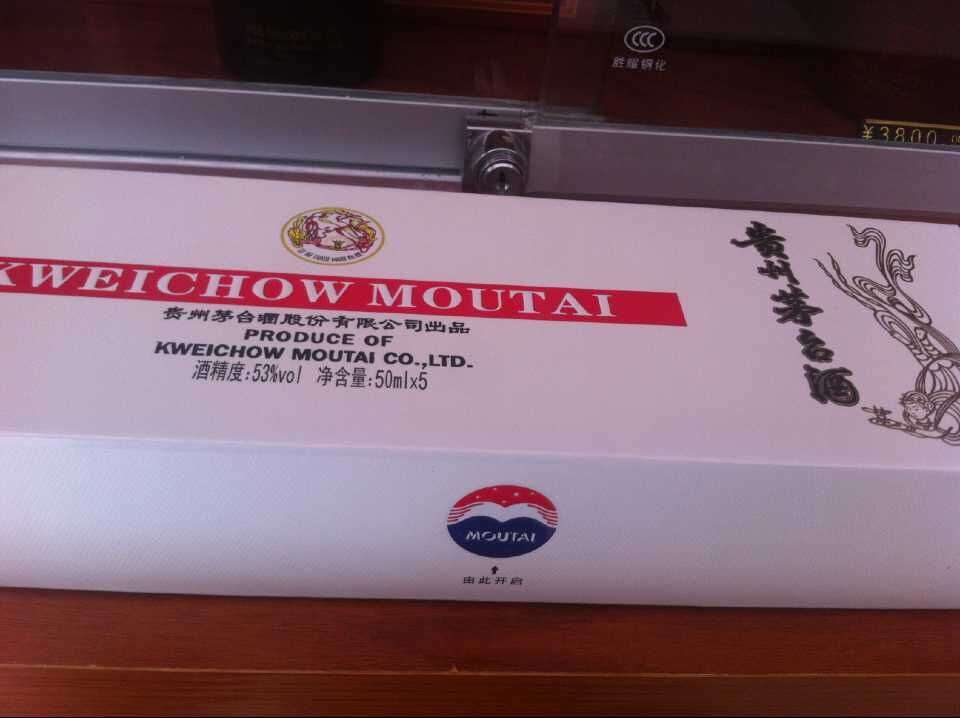 CCC
胜耀钢化
¥3800.00
KWEICHOW MOUTAI
贵州茅台酒股份有限公司出品
PRODUCE OF
KWEICHOW MOUTAI CO.,LTD.
酒精度:53%vol 净含量:50mlx5
贵州茅台酒
MOUTAI
由此开启